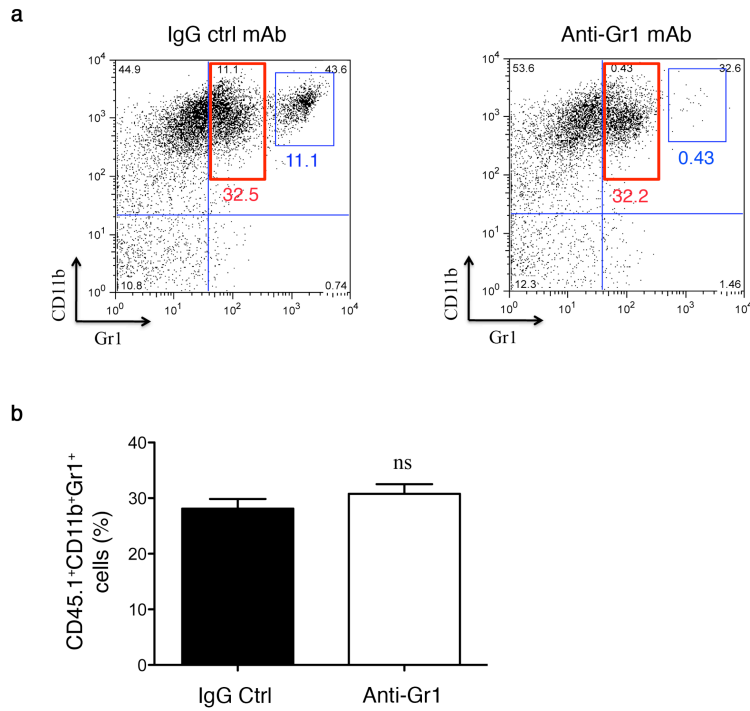 a
IgG ctrl mAb
Anti-Gr1 mAb
10⁴
44.9
11.1
43.6
10³
11.1
32.5
10²
10¹
10⁰
10.8
0.74
10⁰ 10¹ 10² 10³ 10⁴
CD11b
Gr1
10⁴
53.6
0.43
32.6
10³
0.43
32.2
10²
10¹
10⁰
12.3
1.46
10⁰ 10¹ 10² 10³ 10⁴
CD11b
Gr1
b
CD45.1⁺CD11b⁺Gr1⁺
cells (%)
40
30
20
10
0
ns
IgG Ctrl
Anti-Gr1